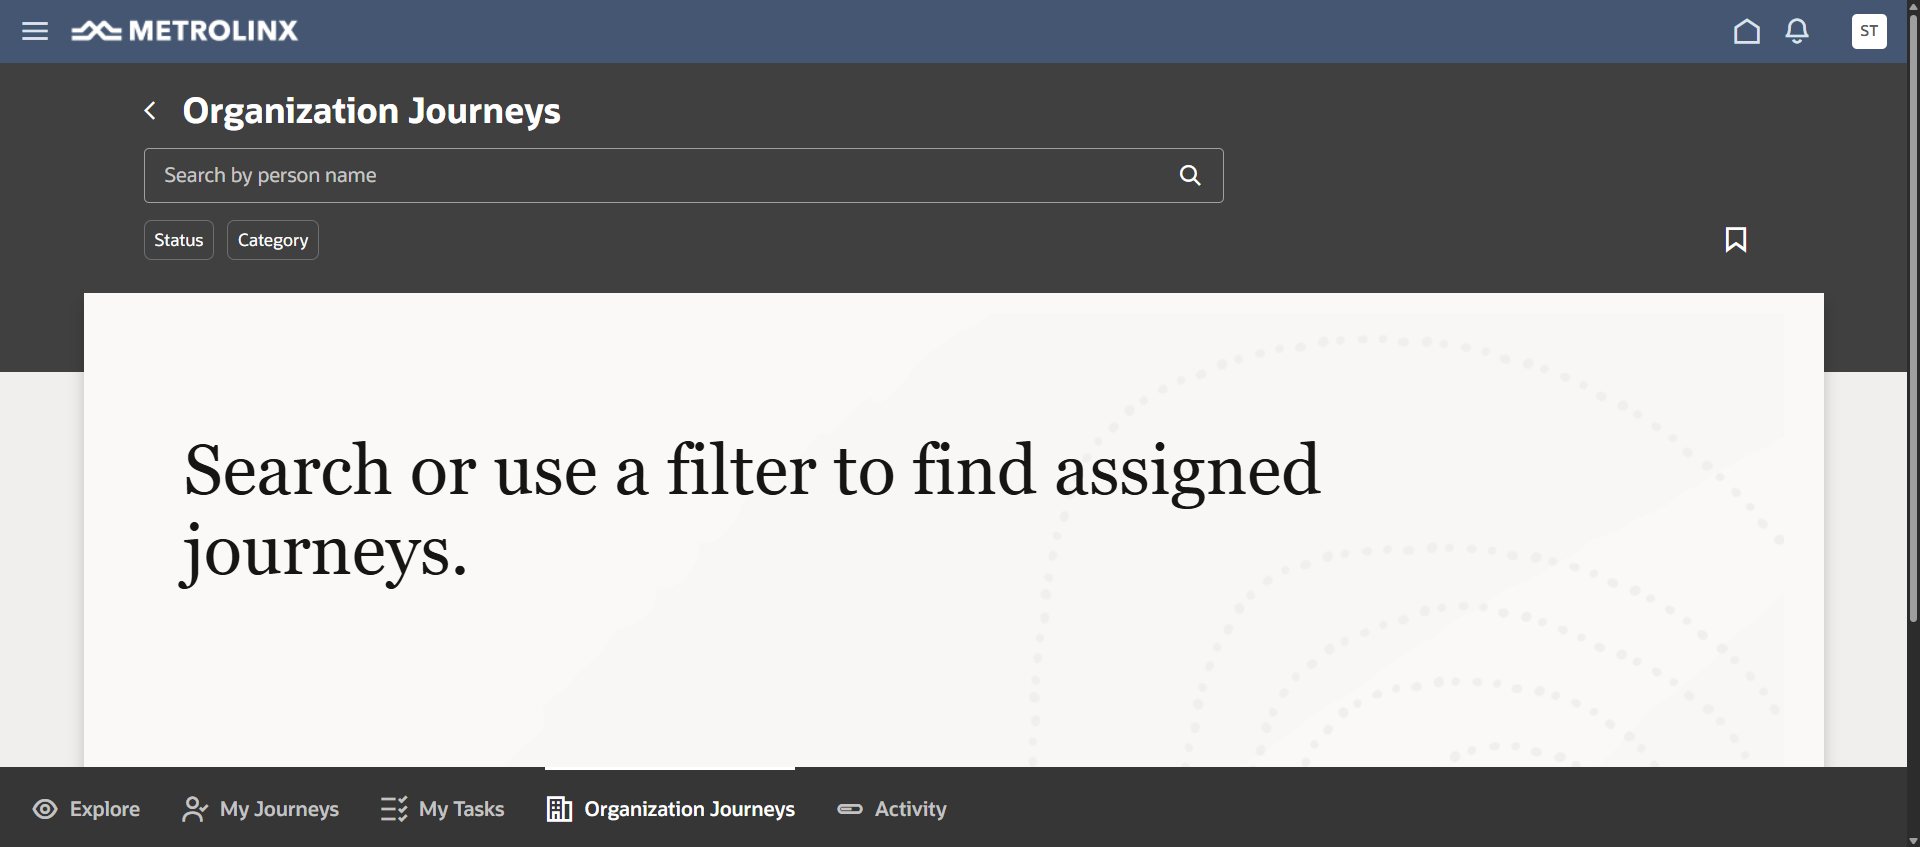 METROLINX
ST
Organization Journeys
Search by person name
Status
Category
Search or use a filter to find assigned
journeys.
Explore
My Journeys
My Tasks
Organization Journeys
Activity